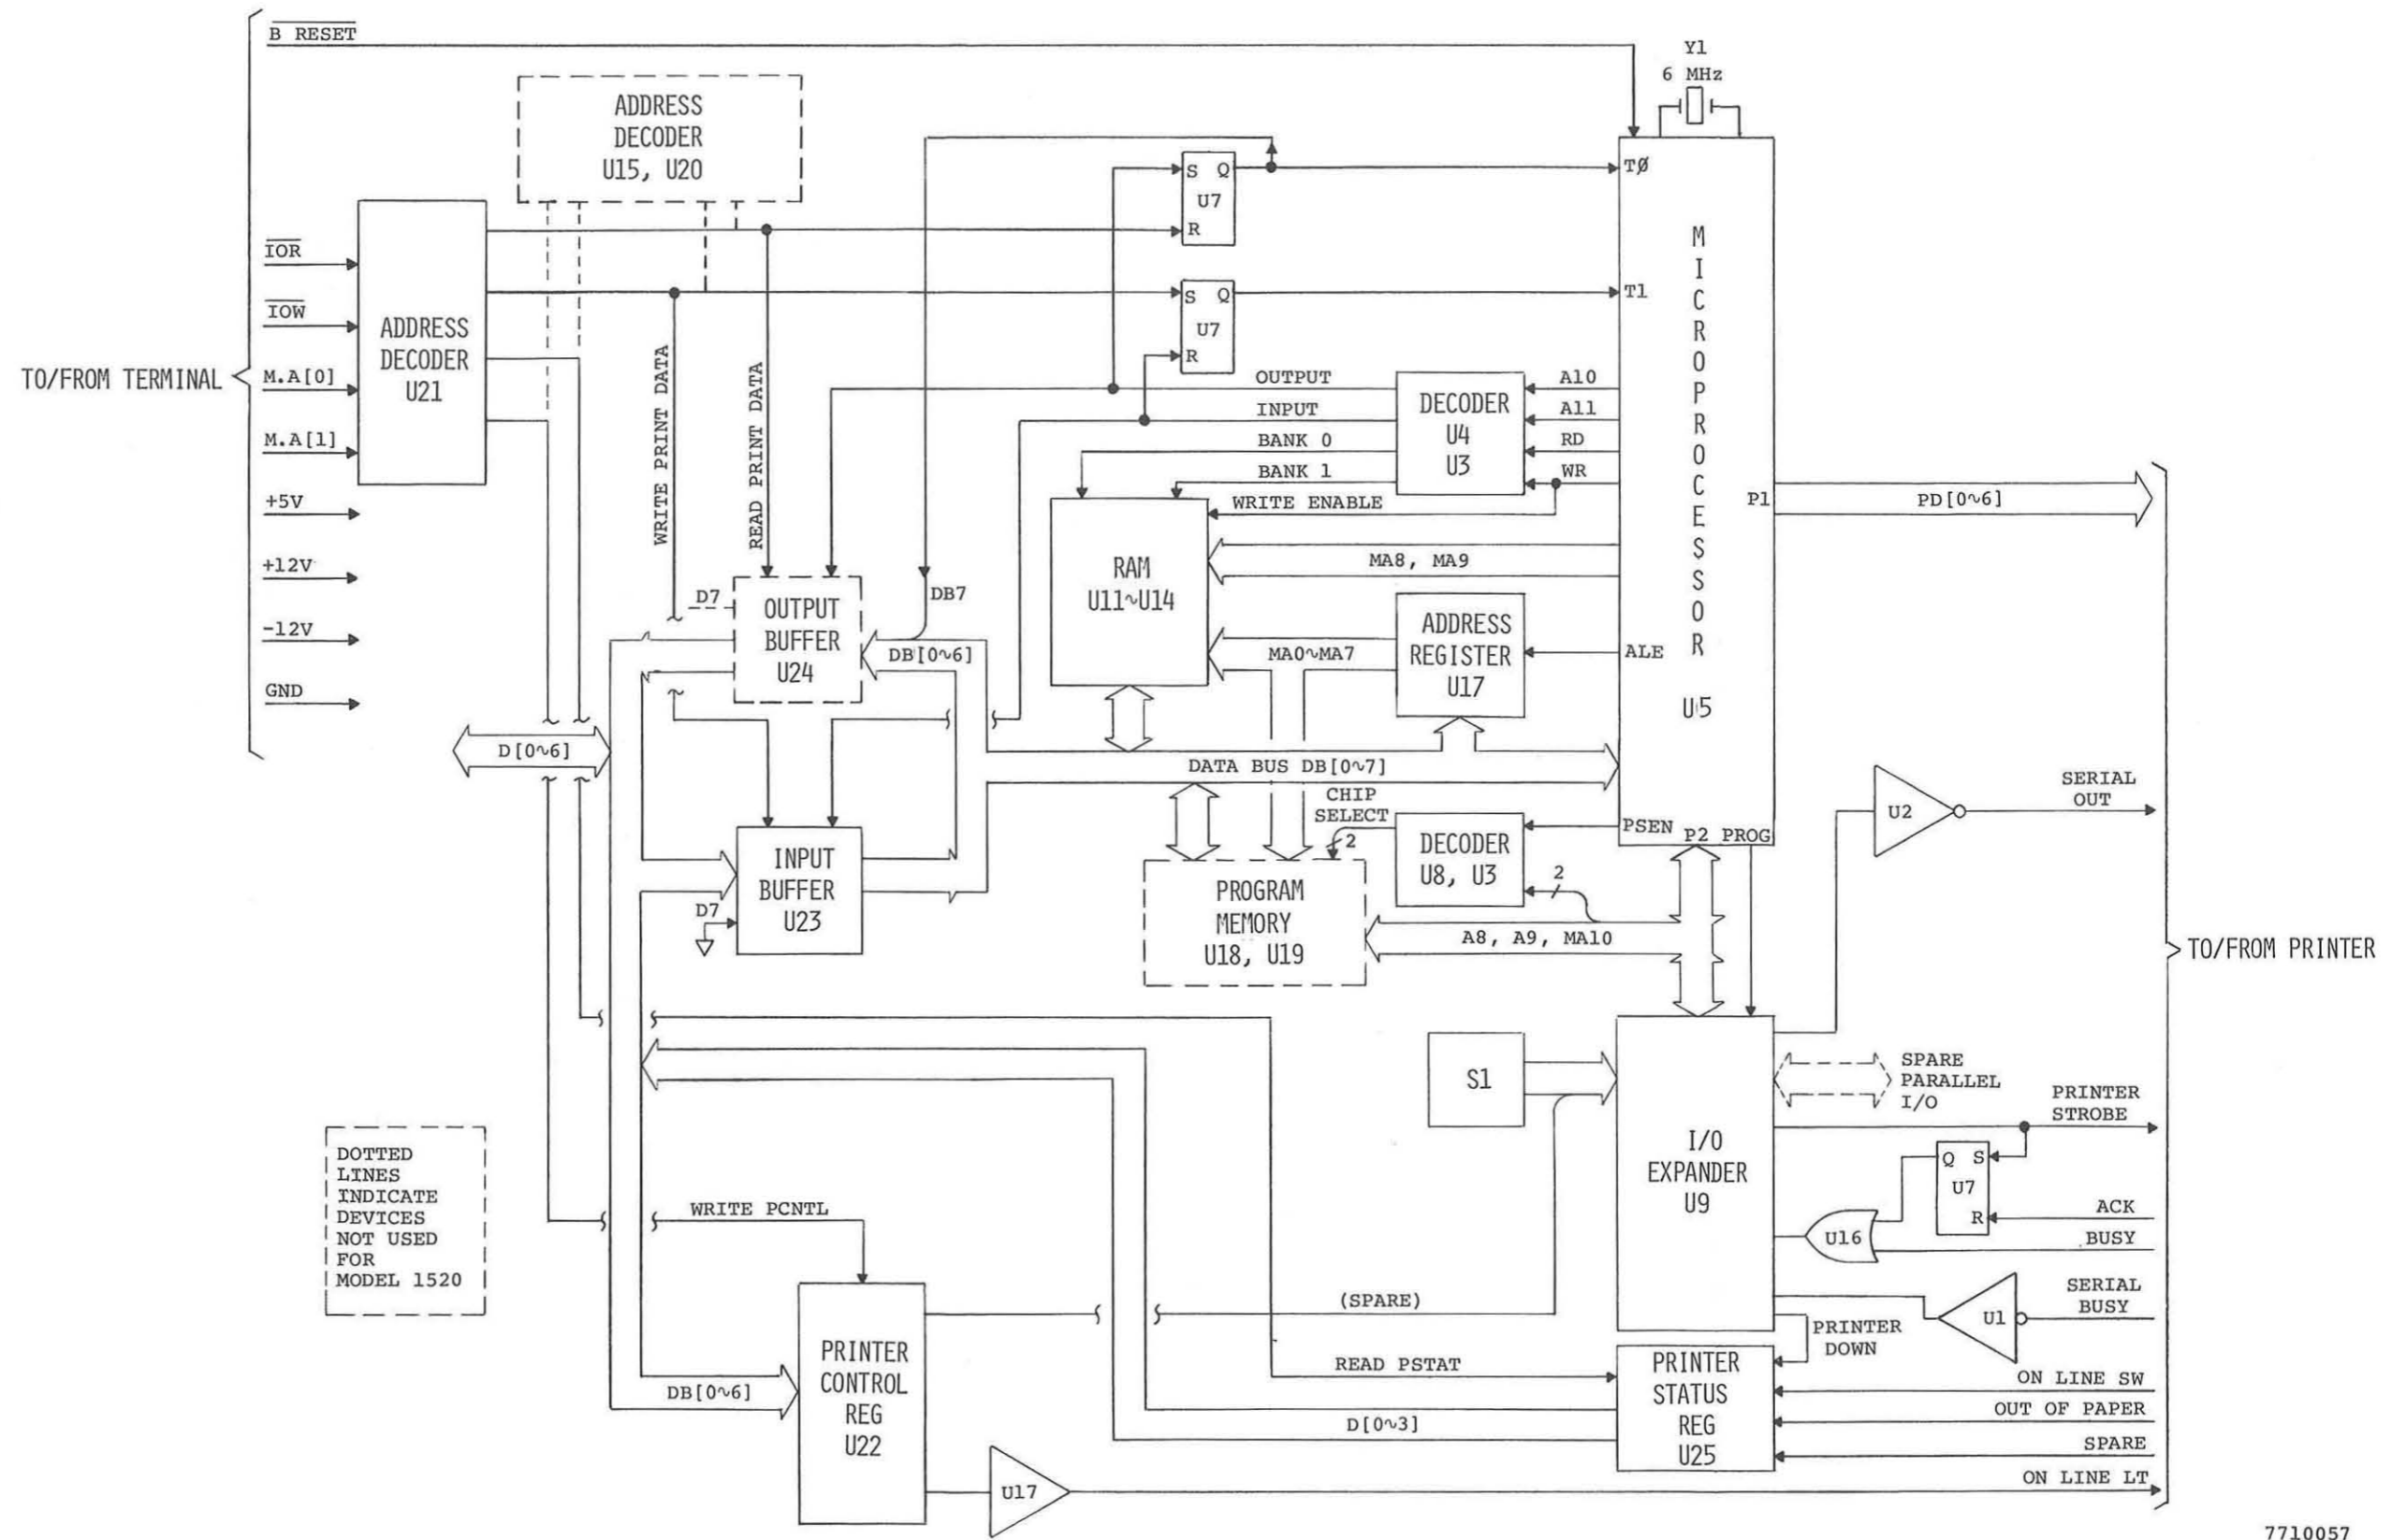 B RESET
Y1
6 MHz
ADDRESS
DECODER
U15, U20
S Q
U7
R
TØ
IOR
IOW
M.A[0]
M.A[1]
+5V
+12V
-12V
GND
TO/FROM TERMINAL
ADDRESS
DECODER
U21
WRITE PRINT DATA
READ PRINT DATA
S Q
U7
R
T1
MICROPROCESSOR
U5
OUTPUT
INPUT
BANK 0
BANK 1
WRITE ENABLE
DECODER
U4
U3
A10
A11
RD
WR
P1
PD[0~6]
RAM
U11~U14
MA8, MA9
ADDRESS
REGISTER
U17
MA0~MA7
ALE
D7
OUTPUT
BUFFER
U24
DB7
DB[0~6]
D[0~6]
DATA BUS DB[0~7]
CHIP
SELECT
2
DECODER
U8, U3
PSEN
P2 PROG
2
INPUT
BUFFER
U23
D7
PROGRAM
MEMORY
U18, U19
A8, A9, MA10
U2
SERIAL
OUT
TO/FROM PRINTER
S1
I/O
EXPANDER
U9
SPARE
PARALLEL
I/O
PRINTER
STROBE
Q S
U7
R
ACK
U16
BUSY
SERIAL
BUSY
U1
PRINTER
DOWN
DOTTED
LINES
INDICATE
DEVICES
NOT USED
FOR
MODEL 1520
WRITE PCNTL
(SPARE)
PRINTER
CONTROL
REG
U22
DB[0~6]
READ PSTAT
D[0~3]
PRINTER
STATUS
REG
U25
ON LINE SW
OUT OF PAPER
SPARE
ON LINE LT
U17
7710057